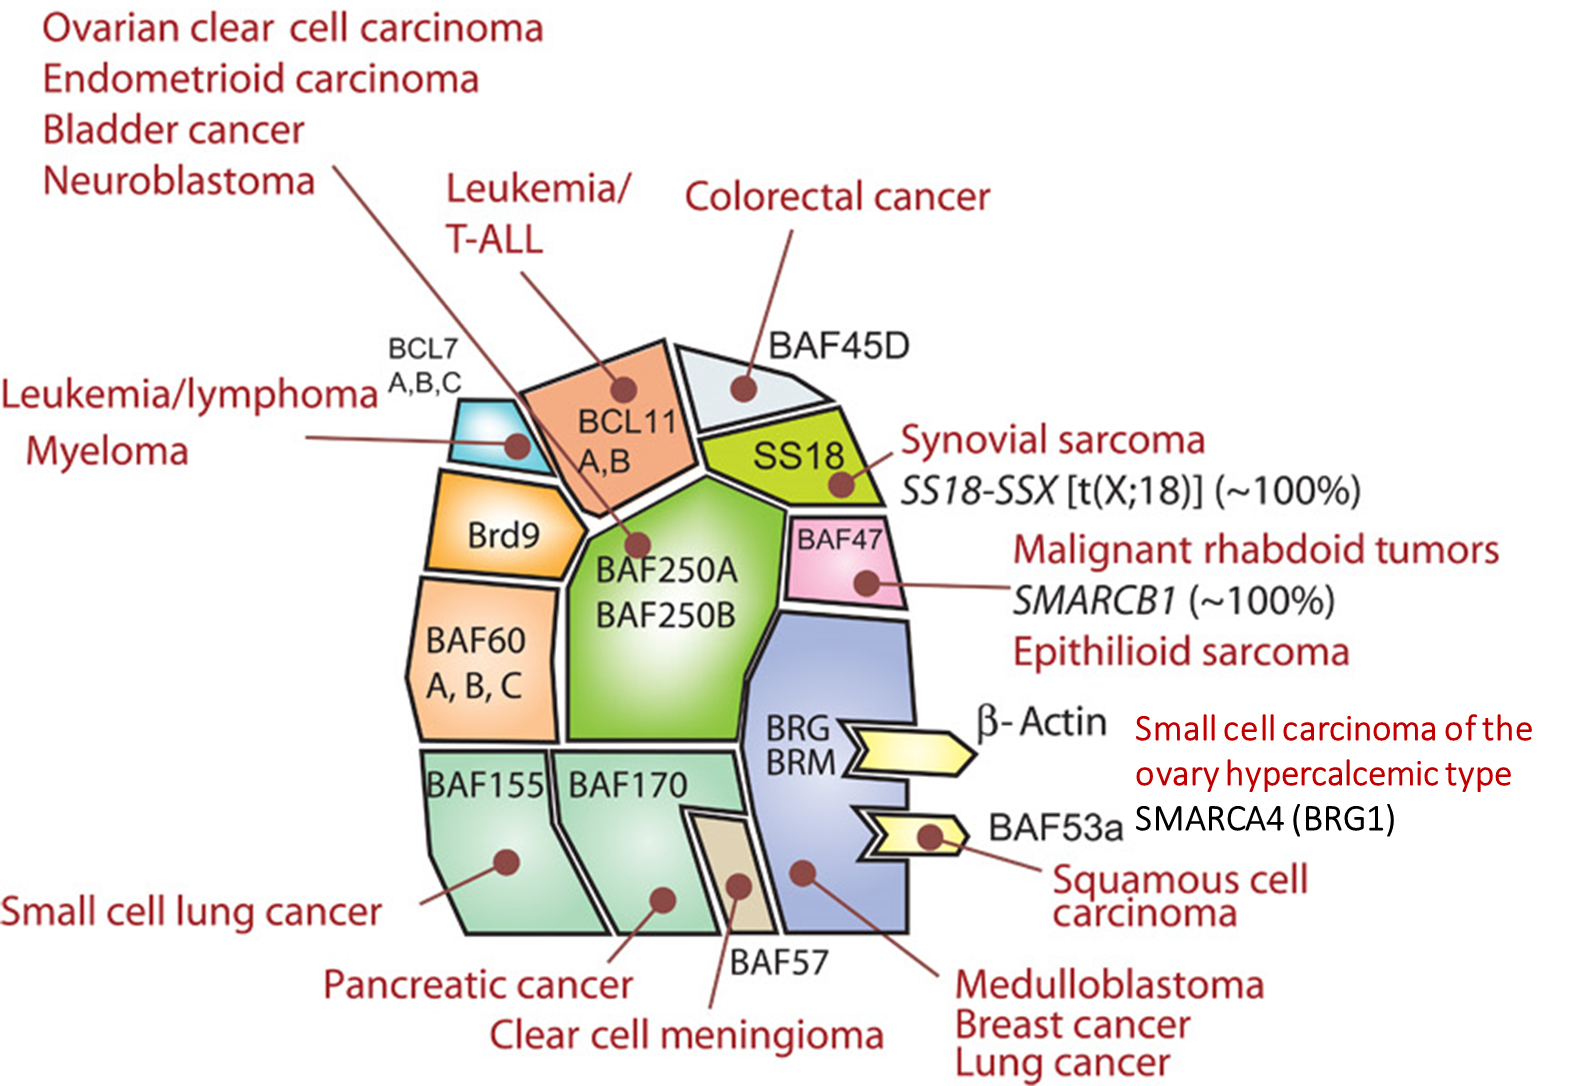 Ovarian clear cell carcinoma
Endometrioid carcinoma
Bladder cancer
Neuroblastoma
Leukemia/
T-ALL
Colorectal cancer
BCL7
A,B,C
BAF45D
Leukemia/lymphoma
Myeloma
BCL11
A,B
SS18
Synovial sarcoma
SS18-SSX [t(X;18)] (~100%)
Brd9
BAF47
Malignant rhabdoid tumors
SMARCB1 (~100%)
Epithilioid sarcoma
BAF250A
BAF250B
BAF60
A, B, C
BRG
BRM
β-Actin
Small cell carcinoma of the
ovary hypercalcemic type
SMARCA4 (BRG1)
BAF155
BAF170
BAF53a
Squamous cell
carcinoma
Small cell lung cancer
BAF57
Pancreatic cancer
Clear cell meningioma
Medulloblastoma
Breast cancer
Lung cancer